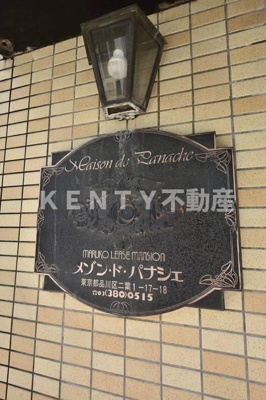 Maison de Panache
KENTY不動産
MARUKO LEASE MANSION
メゾン・ド・パナシェ
東京都品川区二葉1-17-18
☎03(380)0515